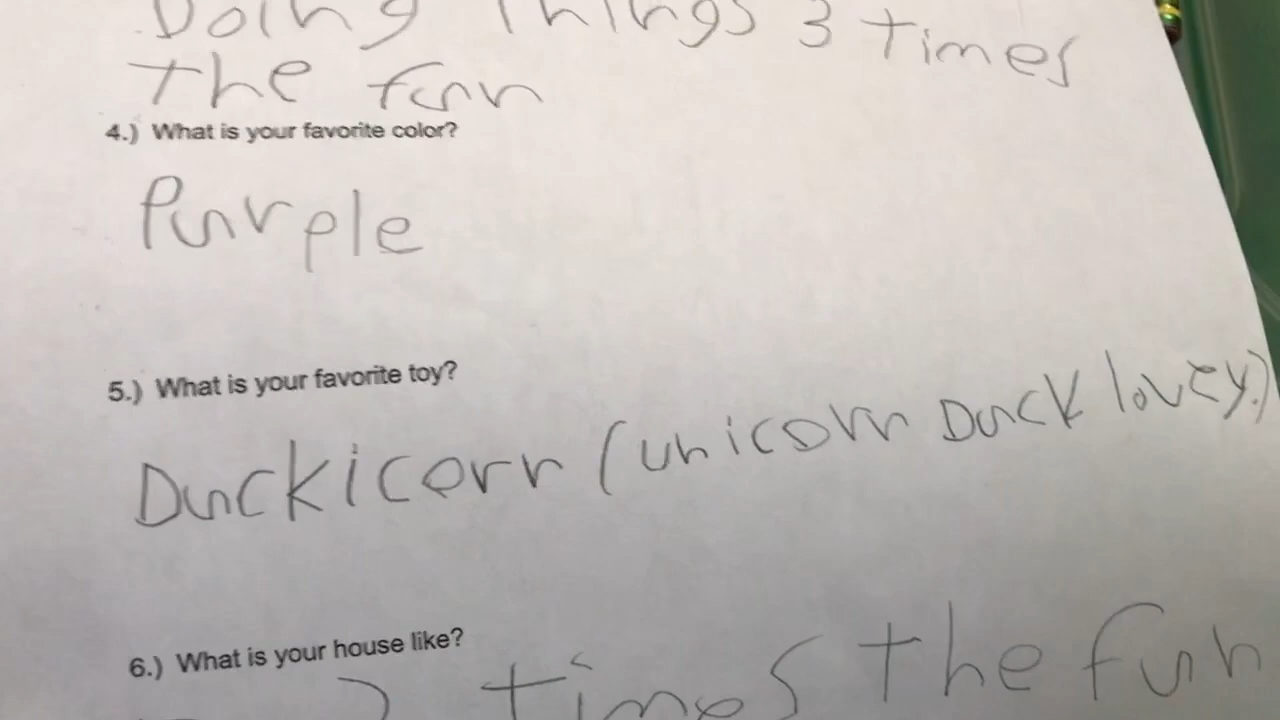 Doing Things 3 times
the fun
4.) What is your favorite color?
Purple
5.) What is your favorite toy?
Duckicorn (unicorn Duck lovey.)
6.) What is your house like?
3 times the fun